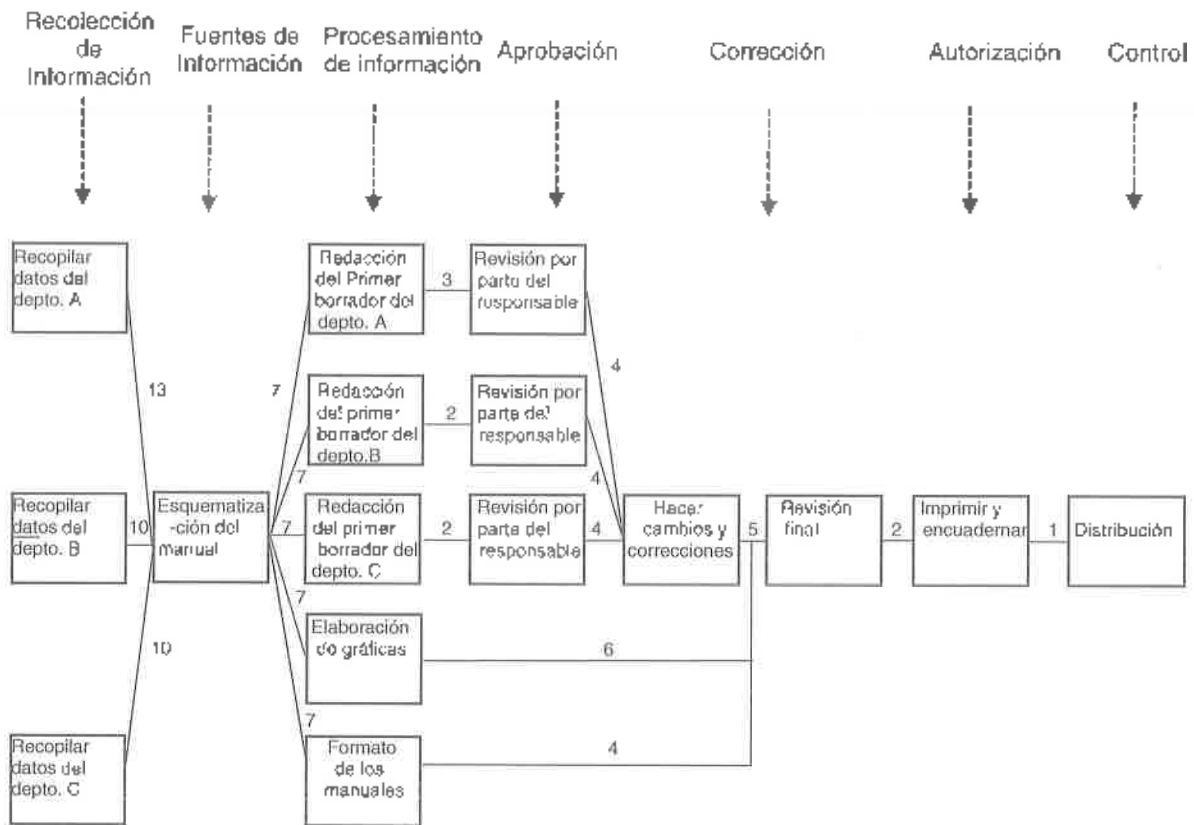 Recolección
de
Información
Fuentes de
Información
Procesamiento
de información
Aprobación
Corrección
Autorización
Control
Recopilar
datos del
depto. A
Redacción
del Primer
borrador del
depto. A
3
Revisión por
parte del
responsable
13
7
4
Redacción
del primer
borrador del
depto.B
2
Revisión por
parte del
responsable
7
4
Recopilar
datos del
depto. B
10
Esquematiza
-ción del
manual
7
Redacción
del primer
borrador del
depto. C
2
Revisión por
parte del
responsable
4
Hacer
cambios y
correcciones
5
Revisión
final
2
Imprimir y
encuadernar
1
Distribución
7
Elaboración
de gráficas
6
10
7
Recopilar
datos del
depto. C
Formato
de los
manuales
4